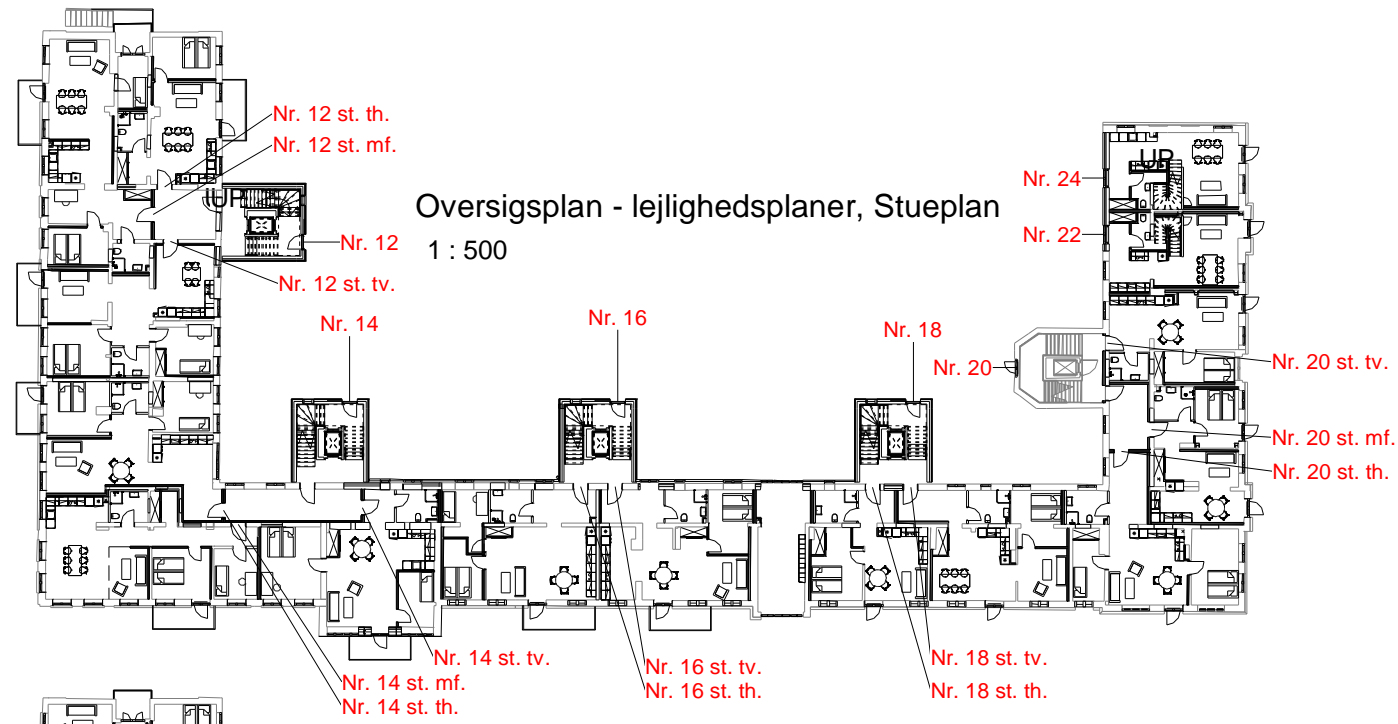 Nr. 12 st. th.
Nr. 12 st. mf.
UP
Nr. 24
UP
Oversigsplan - lejlighedsplaner, Stueplan
Nr. 12
1 : 500
Nr. 22
Nr. 12 st. tv.
Nr. 14
Nr. 16
Nr. 18
Nr. 20
Nr. 20 st. tv.
Nr. 20 st. mf.
Nr. 20 st. th.
Nr. 14 st. tv.
Nr. 16 st. tv.
Nr. 18 st. tv.
Nr. 14 st. mf.
Nr. 16 st. th.
Nr. 18 st. th.
Nr. 14 st. th.